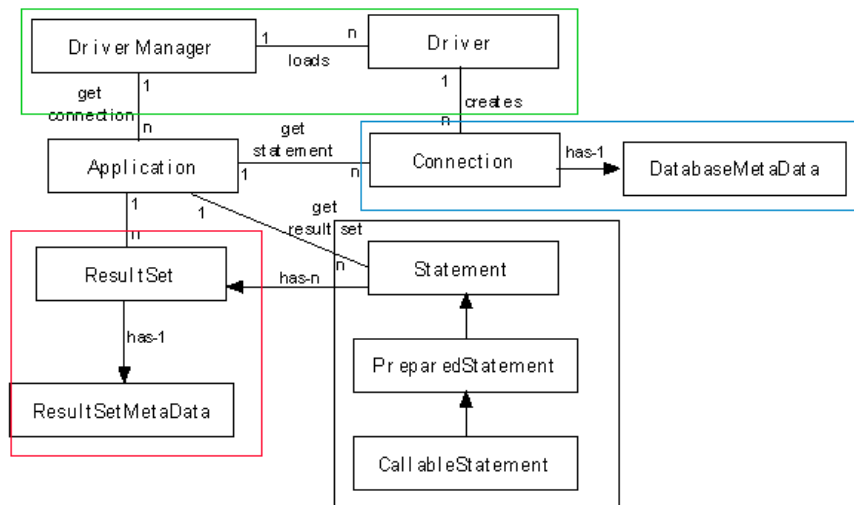 DriverManager
1
n
Driver
loads
1
get
connection
n
1
creates
n
Application
get
statement
1
n
Connection
has-1
DatabaseMetaData
1
n
1
get
result set
n
ResultSet
has-n
Statement
has-1
PreparedStatement
ResultSetMetaData
CallableStatement